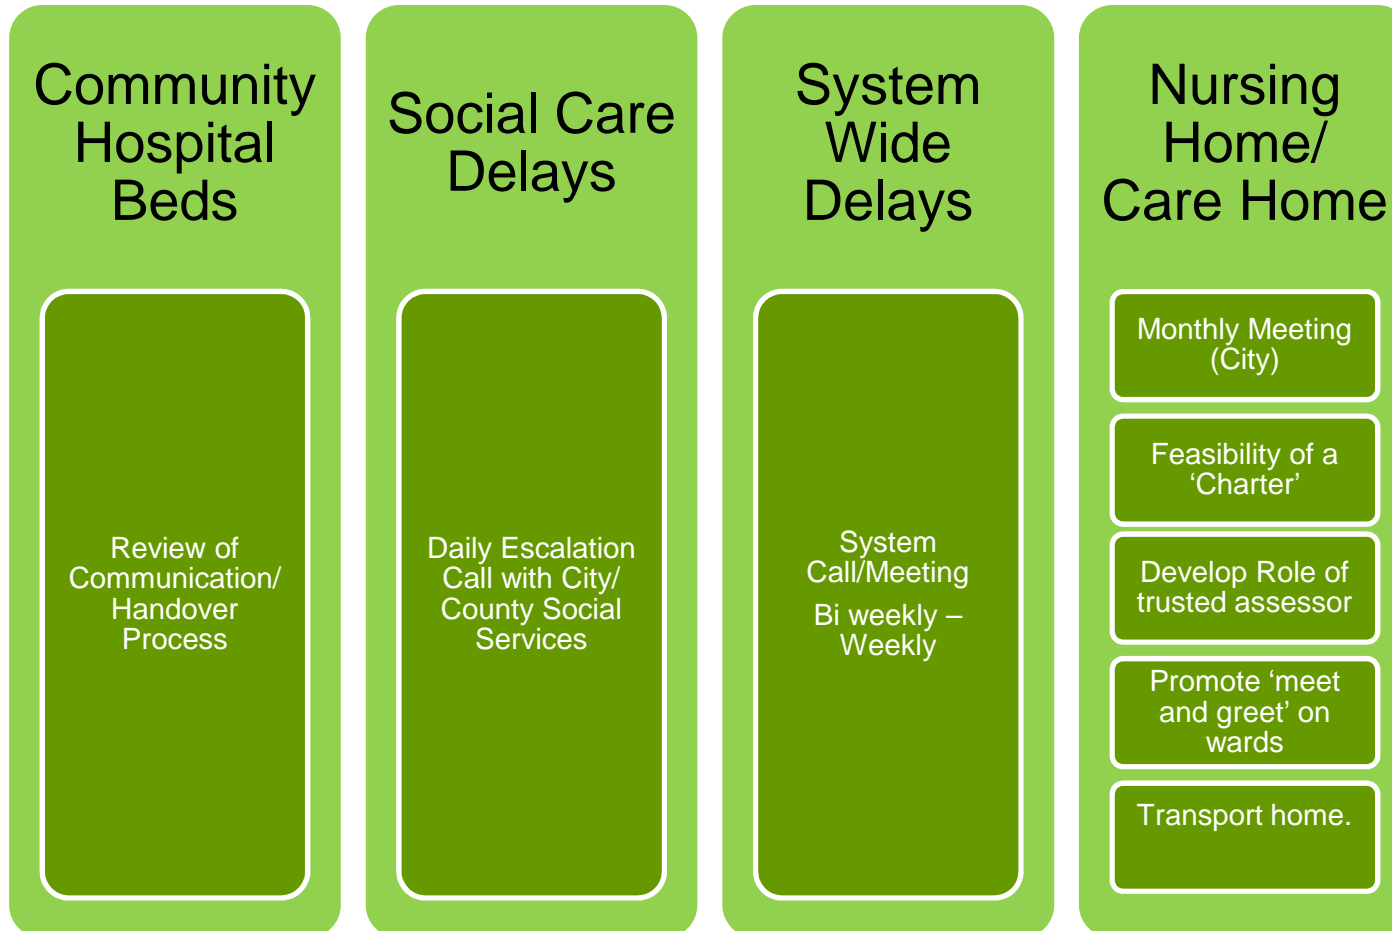 Community
Hospital
Beds
Review of
Communication/
Handover
Process
Social Care
Delays
Daily Escalation
Call with City/
County Social
Services
System
Wide
Delays
System
Call/Meeting
Bi weekly –
Weekly
Nursing
Home/
Care Home
Monthly Meeting
(City)
Feasibility of a
‘Charter’
Develop Role of
trusted assessor
Promote ‘meet
and greet’ on
wards
Transport home.